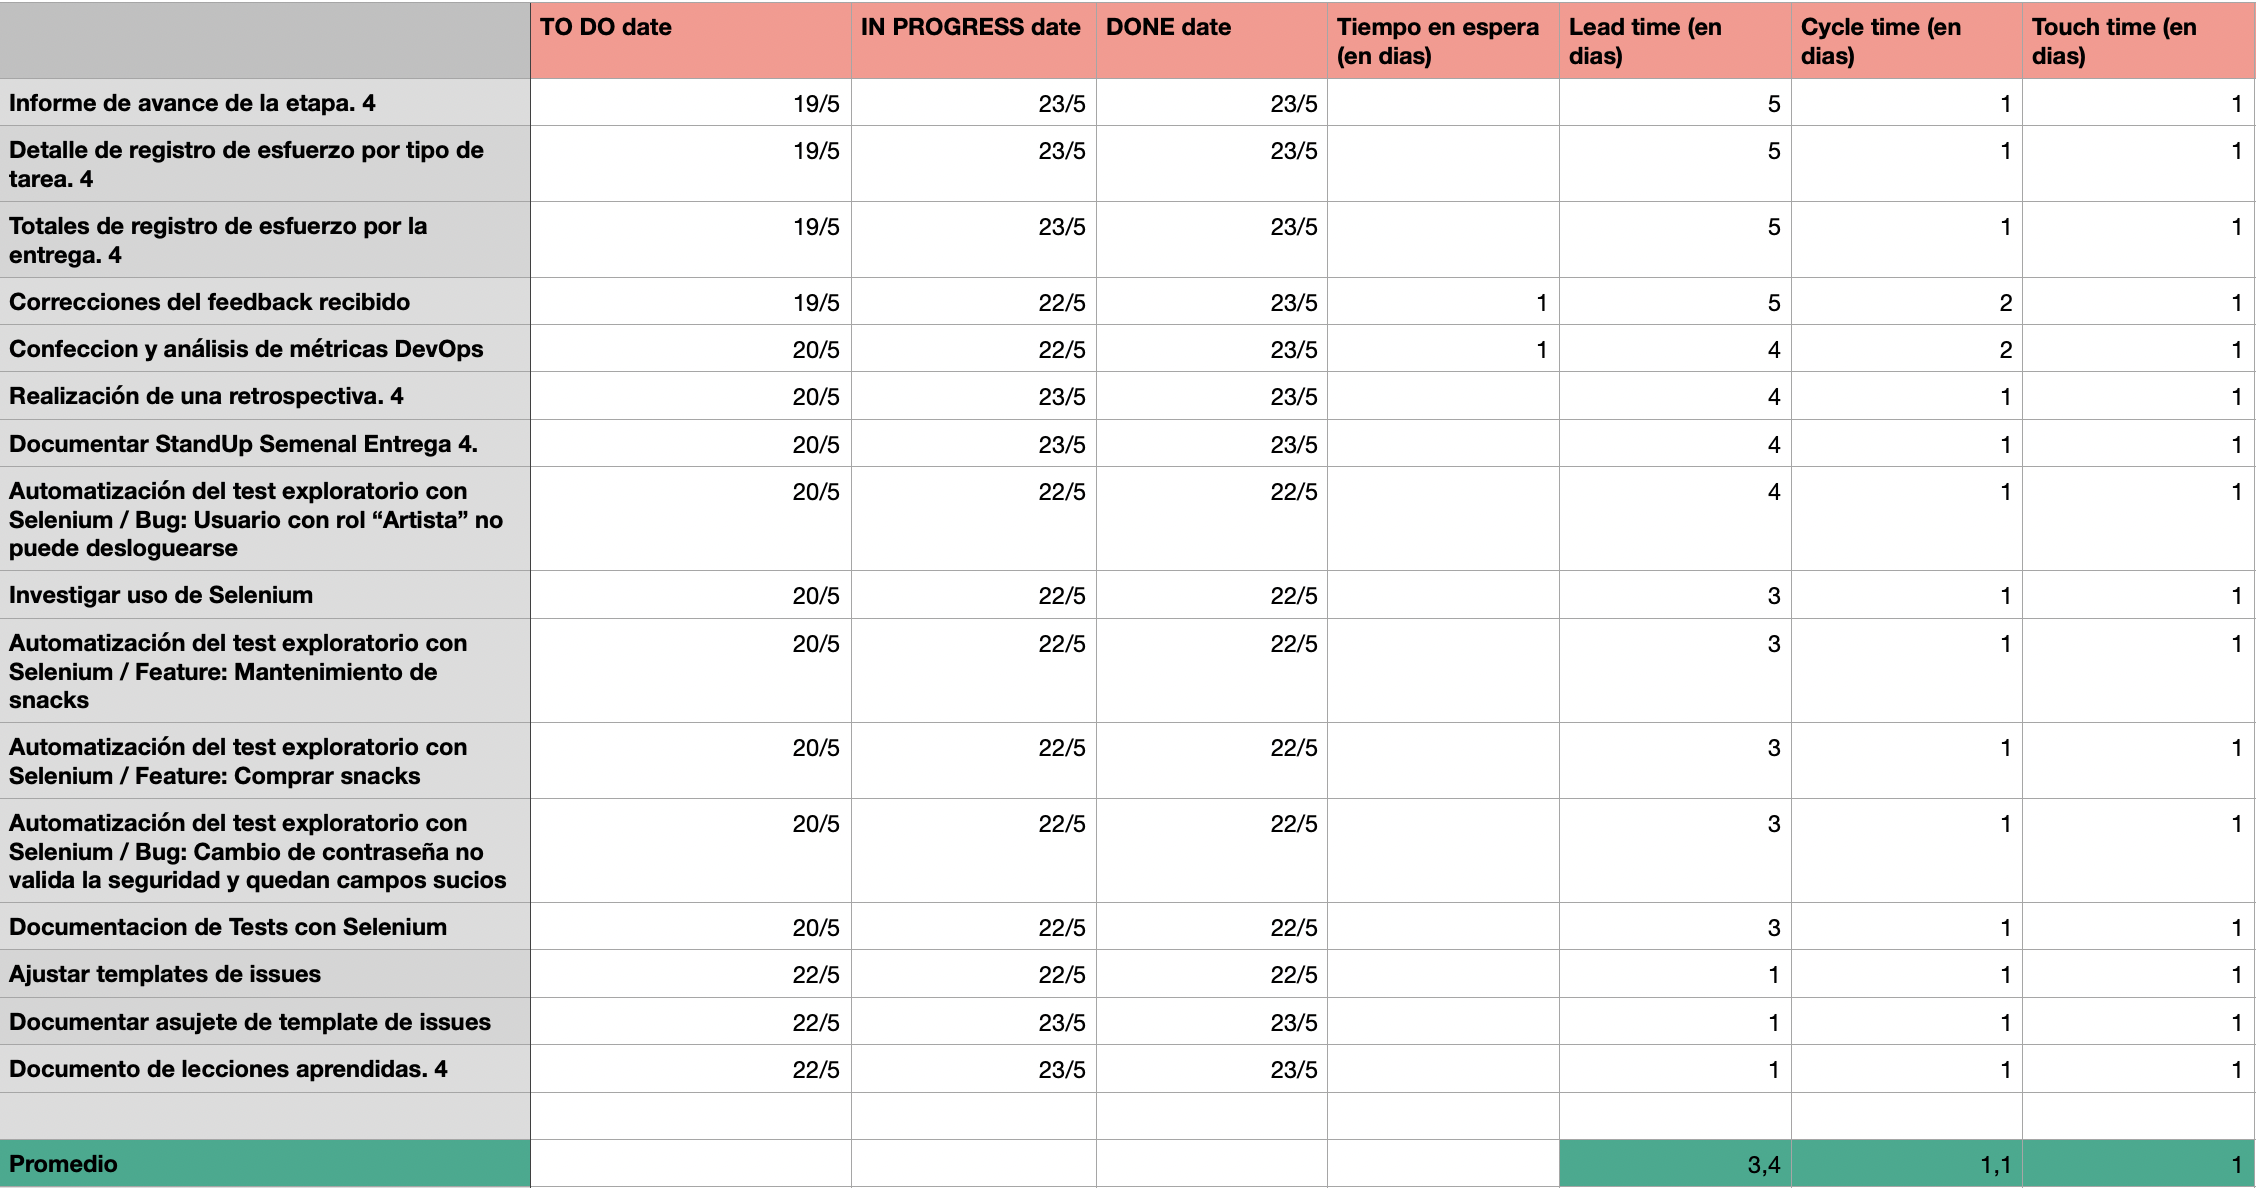 TO DO date IN PROGRESS date DONE date Tiempo en espera (en dias) Lead time (en dias) Cycle time (en dias) Touch time (en dias)
Informe de avance de la etapa. 4 19/5 23/5 23/5 5 1 1
Detalle de registro de esfuerzo por tipo de tarea. 4 19/5 23/5 23/5 5 1 1
Totales de registro de esfuerzo por la entrega. 4 19/5 23/5 23/5 5 1 1
Correcciones del feedback recibido 19/5 22/5 23/5 1 5 2 1
Confeccion y análisis de métricas DevOps 20/5 22/5 23/5 1 4 2 1
Realización de una retrospectiva. 4 20/5 23/5 23/5 4 1 1
Documentar StandUp Semenal Entrega 4. 20/5 23/5 23/5 4 1 1
Automatización del test exploratorio con Selenium / Bug: Usuario con rol “Artista” no puede desloguearse 20/5 22/5 22/5 4 1 1
Investigar uso de Selenium 20/5 22/5 22/5 3 1 1
Automatización del test exploratorio con Selenium / Feature: Mantenimiento de snacks 20/5 22/5 22/5 3 1 1
Automatización del test exploratorio con Selenium / Feature: Comprar snacks 20/5 22/5 22/5 3 1 1
Automatización del test exploratorio con Selenium / Bug: Cambio de contraseña no valida la seguridad y quedan campos sucios 20/5 22/5 22/5 3 1 1
Documentacion de Tests con Selenium 20/5 22/5 22/5 3 1 1
Ajustar templates de issues 22/5 22/5 22/5 1 1 1
Documentar asujete de template de issues 22/5 23/5 23/5 1 1 1
Documento de lecciones aprendidas. 4 22/5 23/5 23/5 1 1 1
Promedio 3,4 1,1 1